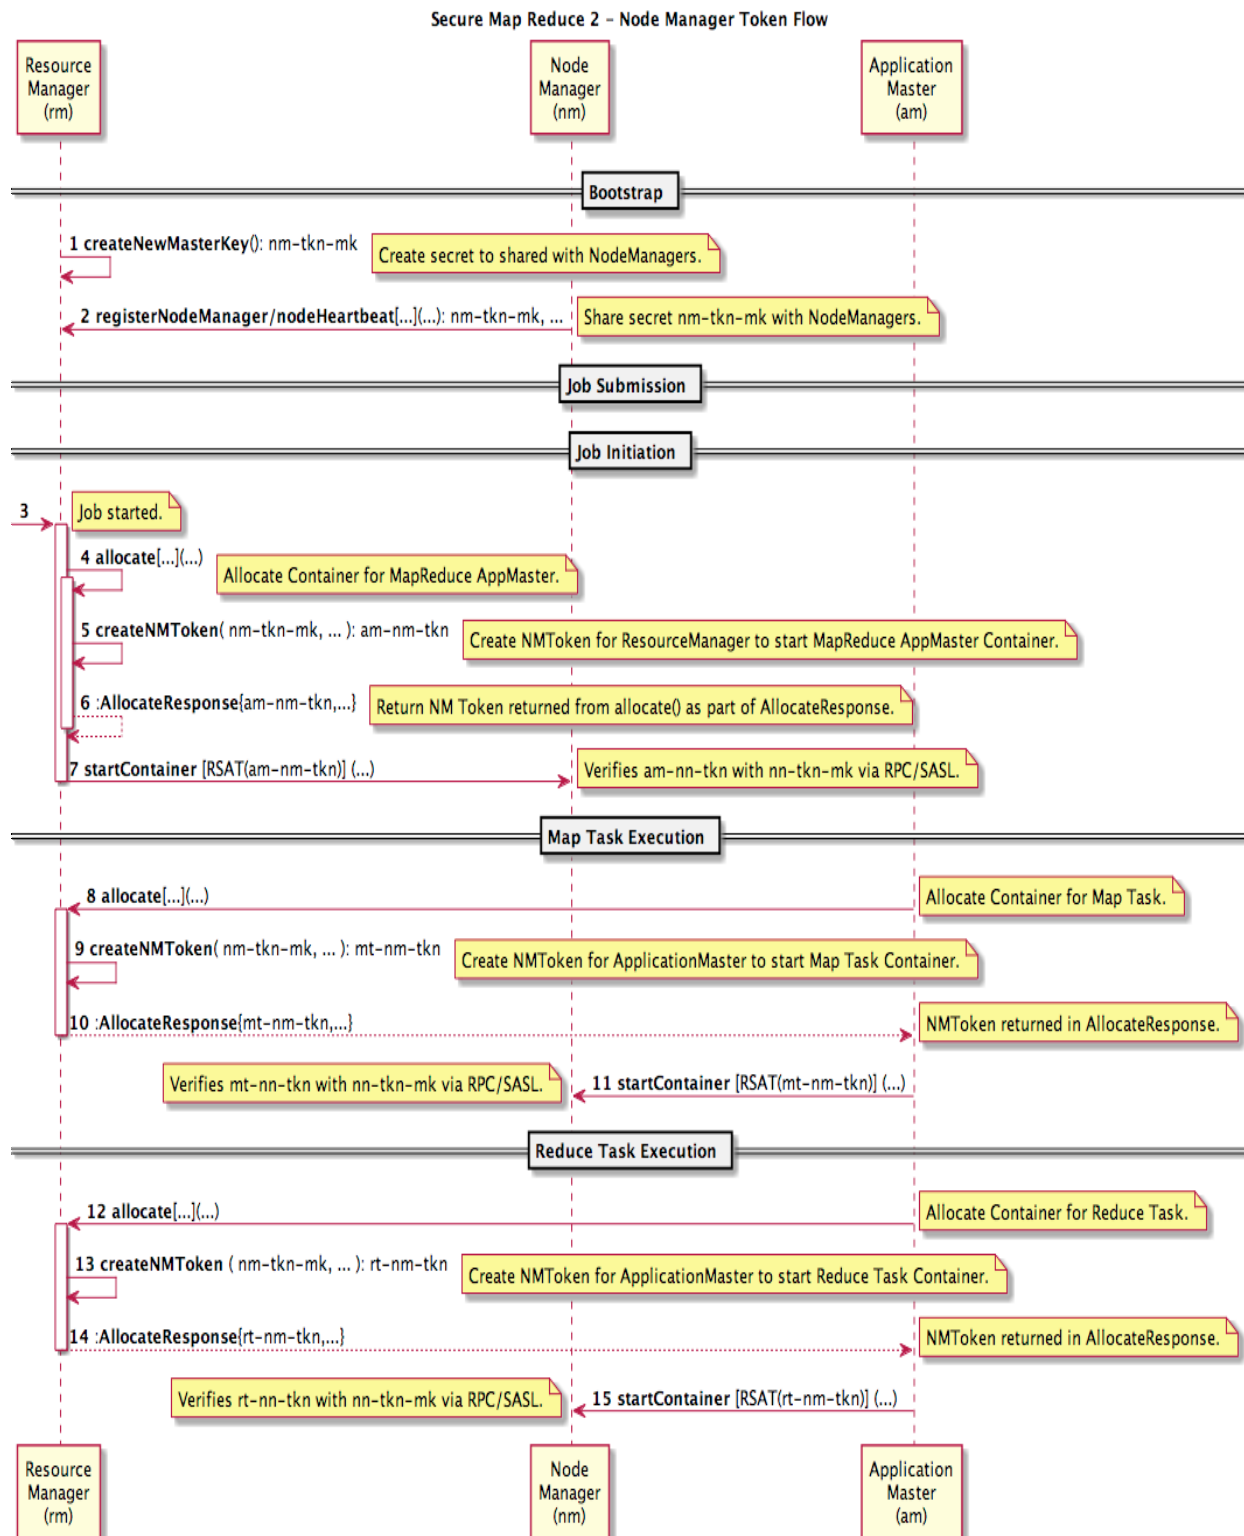 Secure Map Reduce 2 – Node Manager Token Flow
Resource
Manager
(rm)
Node
Manager
(nm)
Application
Master
(am)
Bootstrap
1 createNewMasterKey(): nm-tkn-mk
Create secret to shared with NodeManagers.
2 registerNodeManager/nodeHeartbeat[...](...): nm-tkn-mk, ...
Share secret nm-tkn-mk with NodeManagers.
Job Submission
Job Initiation
3
Job started.
4 allocate[...](...)
Allocate Container for MapReduce AppMaster.
5 createNMToken( nm-tkn-mk, ... ): am-nm-tkn
Create NMToken for ResourceManager to start MapReduce AppMaster Container.
6 :AllocateResponse{am-nm-tkn,...}
Return NM Token returned from allocate() as part of AllocateResponse.
7 startContainer [RSAT(am-nm-tkn)] (...)
Verifies am-nn-tkn with nn-tkn-mk via RPC/SASL.
Map Task Execution
8 allocate[...](...)
Allocate Container for Map Task.
9 createNMToken( nm-tkn-mk, ... ): mt-nm-tkn
Create NMToken for ApplicationMaster to start Map Task Container.
10 :AllocateResponse{mt-nm-tkn,...}
NMToken returned in AllocateResponse.
Verifies mt-nn-tkn with nn-tkn-mk via RPC/SASL.
11 startContainer [RSAT(mt-nm-tkn)] (...)
Reduce Task Execution
12 allocate[...](...)
Allocate Container for Reduce Task.
13 createNMToken ( nm-tkn-mk, ... ): rt-nm-tkn
Create NMToken for ApplicationMaster to start Reduce Task Container.
14 :AllocateResponse{rt-nm-tkn,...}
NMToken returned in AllocateResponse.
Verifies rt-nn-tkn with nn-tkn-mk via RPC/SASL.
15 startContainer [RSAT(rt-nm-tkn)] (...)
Resource
Manager
(rm)
Node
Manager
(nm)
Application
Master
(am)